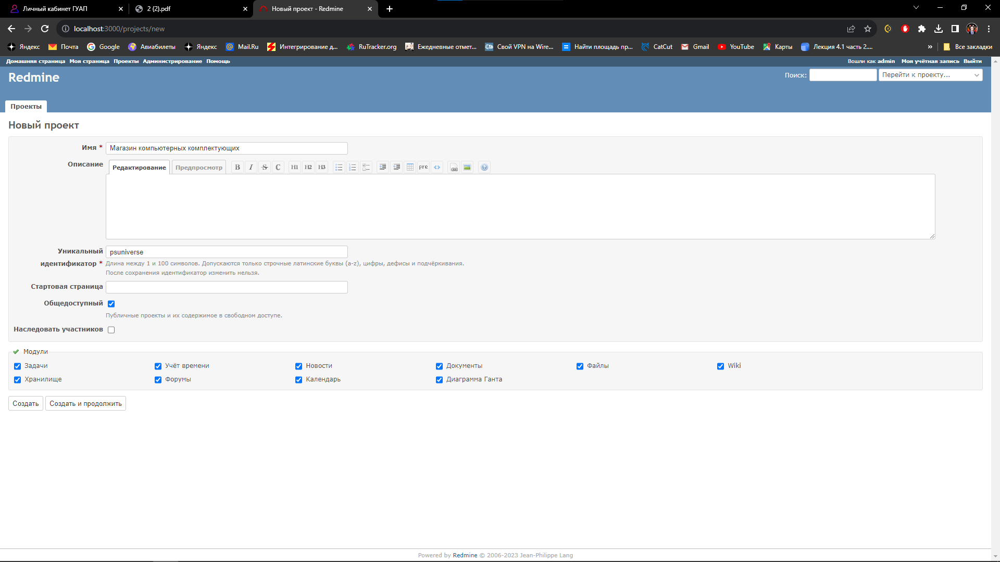 Личный кабинет ГУАП
2 (2).pdf
Новый проект - Redmine
localhost:3000/projects/new
Яндекс Почта Google Авиабилеты Яндекс Mail.Ru Интегрирование д... RuTracker.org Ежедневные отмет... Свой VPN на Wire... Найти площадь пр... CatCut Gmail YouTube Карты Лекция 4.1 часть 2.... » Все закладки
Домашняя страница Моя страница Проекты Администрирование Помощь
Вошли как admin Моя учётная запись Выйти
Redmine
Поиск: Перейти к проекту...
Проекты
Новый проект
Имя * Магазин компьютерных комплектующих
Описание Редактирование Предпросмотр B I S C H1 H2 H3 pre
Уникальный идентификатор * psuniverse
Длина между 1 и 100 символов. Допускаются только строчные латинские буквы (a-z), цифры, дефисы и подчёркивания.
После сохранения идентификатор изменить нельзя.
Стартовая страница
Общедоступный
Публичные проекты и их содержимое в свободном доступе.
Наследовать участников
Модули
Задачи Учёт времени Новости Документы Файлы Wiki
Хранилище Форумы Календарь Диаграмма Ганта
Создать Создать и продолжить
Powered by Redmine © 2006-2023 Jean-Philippe Lang